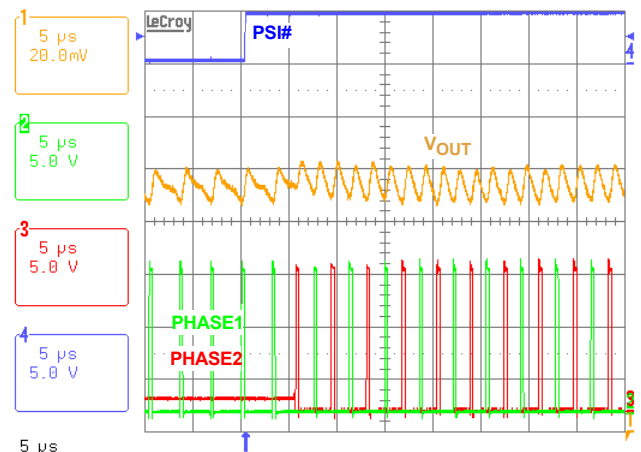 1
5 µs
20.0mV
2
5 µs
5.0 V
3
5 µs
5.0 V
4
5 µs
5.0 V
5 µs
LeCroy
PSI#
4
VOUT
PHASE1
PHASE2
3